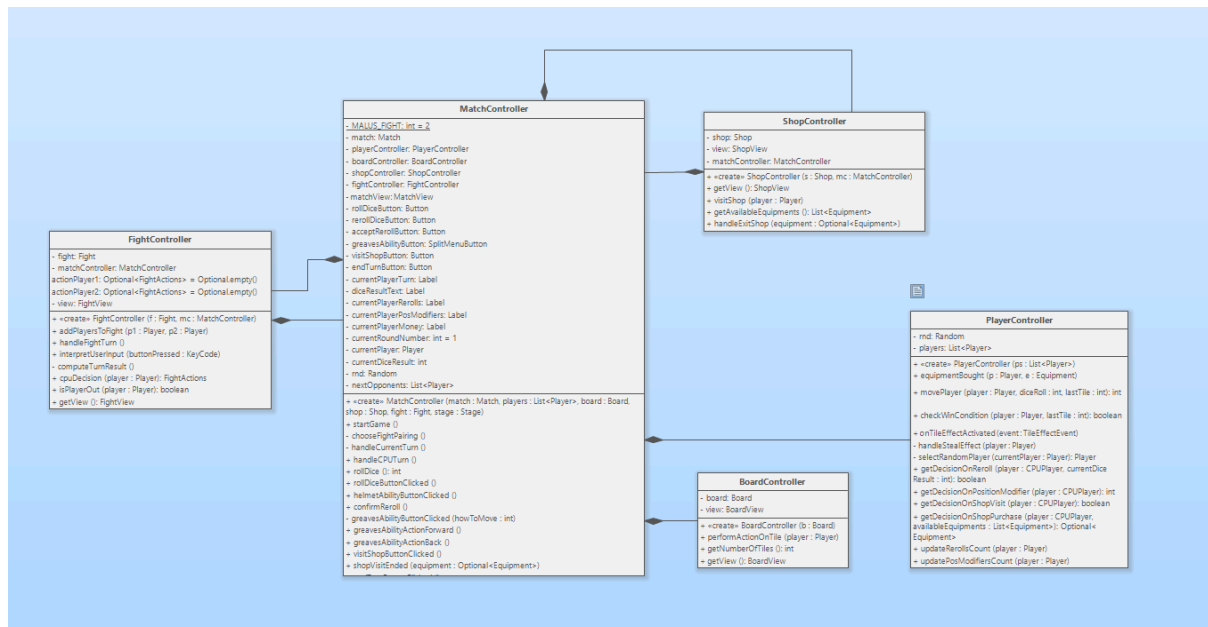 MatchController
- MALUS_FIGHT: int = 2
- match: Match
- playerController: PlayerController
- boardController: BoardController
- shopController: ShopController
- fightController: FightController
- matchView: MatchView
- rollDiceButton: Button
- rerollDiceButton: Button
- acceptRerollButton: Button
- greavesAbilityButton: SplitMenuButton
- visitShopButton: Button
- endTurnButton: Button
- currentPlayerTurn: Label
- diceResultText: Label
- currentPlayerRerolls: Label
- currentPlayerPosModifiers: Label
- currentPlayerMoney: Label
- currentRoundNumber: int = 1
- currentPlayer: Player
- currentDiceResult: int
- rnd: Random
- nextOpponents: List<Player>
+ «create» MatchController (match : Match, players : List<Player>, board : Board,
shop : Shop, fight : Fight, stage : Stage)
+ startGame ()
- chooseFightPairing ()
- handleCurrentTurn ()
+ handleCPUTurn ()
+ rollDice (): int
+ rollDiceButtonClicked ()
+ helmetAbilityButtonClicked ()
+ confirmReroll ()
- greavesAbilityButtonClicked (howToMove : int)
+ greavesAbilityActionForward ()
+ greavesAbilityActionBack ()
+ visitShopButtonClicked ()
+ shopVisitEnded (equipment : Optional<Equipment>)
ShopController
- shop: Shop
- view: ShopView
- matchController: MatchController
+ «create» ShopController (s : Shop, mc : MatchController)
+ getView (): ShopView
+ visitShop (player : Player)
+ getAvailableEquipments (): List<Equipment>
+ handleExitShop (equipment : Optional<Equipment>)
FightController
- fight: Fight
- matchController: MatchController
actionPlayer1: Optional<FightActions> = Optional.empty()
actionPlayer2: Optional<FightActions> = Optional.empty()
- view: FightView
+ «create» FightController (f : Fight, mc : MatchController)
+ addPlayersToFight (p1 : Player, p2 : Player)
+ handleFightTurn ()
+ interpretUserInput (buttonPressed : KeyCode)
- computeTurnResult ()
+ cpuDecision (player : Player): FightActions
+ isPlayerOut (player : Player): boolean
+ getView (): FightView
PlayerController
- rnd: Random
- players: List<Player>
+ «create» PlayerController (ps : List<Player>)
+ equipmentBought (p : Player, e : Equipment)
+ movePlayer (player : Player, diceRoll : int, lastTile : int): int
+ checkWinCondition (player : Player, lastTile : int): boolean
+ onTileEffectActivated (event : TileEffectEvent)
- handleStealEffect (player : Player)
- selectRandomPlayer (currentPlayer : Player): Player
+ getDecisionOnReroll (player : CPUPlayer, currentDice
Result : int): boolean
+ getDecisionOnPositionModifier (player : CPUPlayer): int
+ getDecisionOnShopVisit (player : CPUPlayer): boolean
+ getDecisionOnShopPurchase (player : CPUPlayer,
availableEquipments : List<Equipment>): Optional<
Equipment>
+ updateRerollsCount (player : Player)
+ updatePosModifiersCount (player : Player)
BoardController
- board: Board
- view: BoardView
+ «create» BoardController (b : Board)
+ performActionOnTile (player : Player)
+ getNumberOfTiles (): int
+ getView (): BoardView